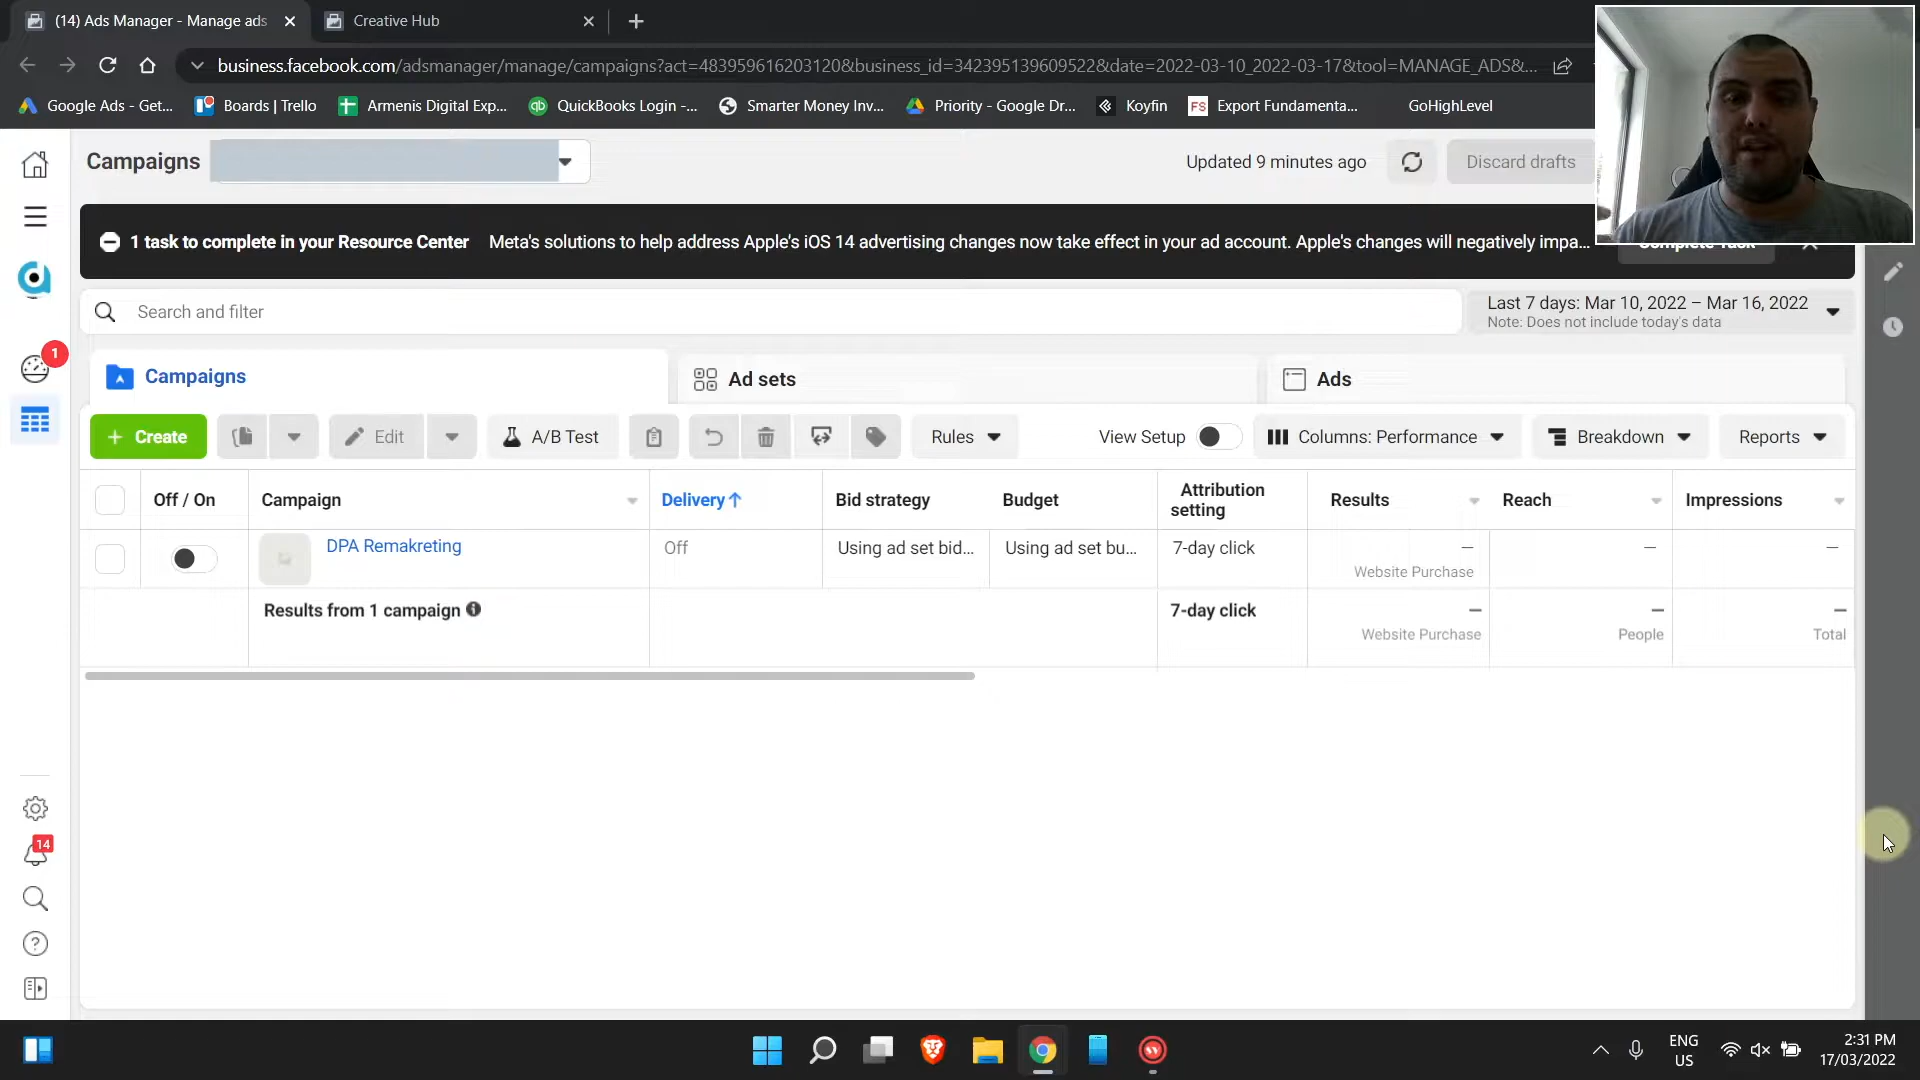 (14) Ads Manager - Manage ads
Creative Hub
business.facebook.com/adsmanager/manage/campaigns?act=483959616203120&business_id=342395139609522&date=2022-03-10_2022-03-17&tool=MANAGE_ADS&...
Google Ads - Get...
Boards | Trello
Armenis Digital Exp...
QuickBooks Login -...
Smarter Money Inv...
Priority - Google Dr...
Koyfin
FS
Export Fundamenta...
GoHighLevel
Campaigns
Updated 9 minutes ago
Discard drafts
1 task to complete in your Resource Center
Meta's solutions to help address Apple's iOS 14 advertising changes now take effect in your ad account. Apple's changes will negatively impa...
Complete Task
Search and filter
Last 7 days: Mar 10, 2022 – Mar 16, 2022
Note: Does not include today's data
1
Campaigns
Ad sets
Ads
+ Create
Edit
A/B Test
Rules
View Setup
Columns: Performance
Breakdown
Reports
Off / On
Campaign
Delivery↑
Bid strategy
Budget
Attribution
setting
Results
Reach
Impressions
DPA Remakreting
Off
Using ad set bid...
Using ad set bu...
7-day click
—
Website Purchase
—
—
Results from 1 campaign
7-day click
—
Website Purchase
—
People
—
Total
14
ENG
US
2:31 PM
17/03/2022